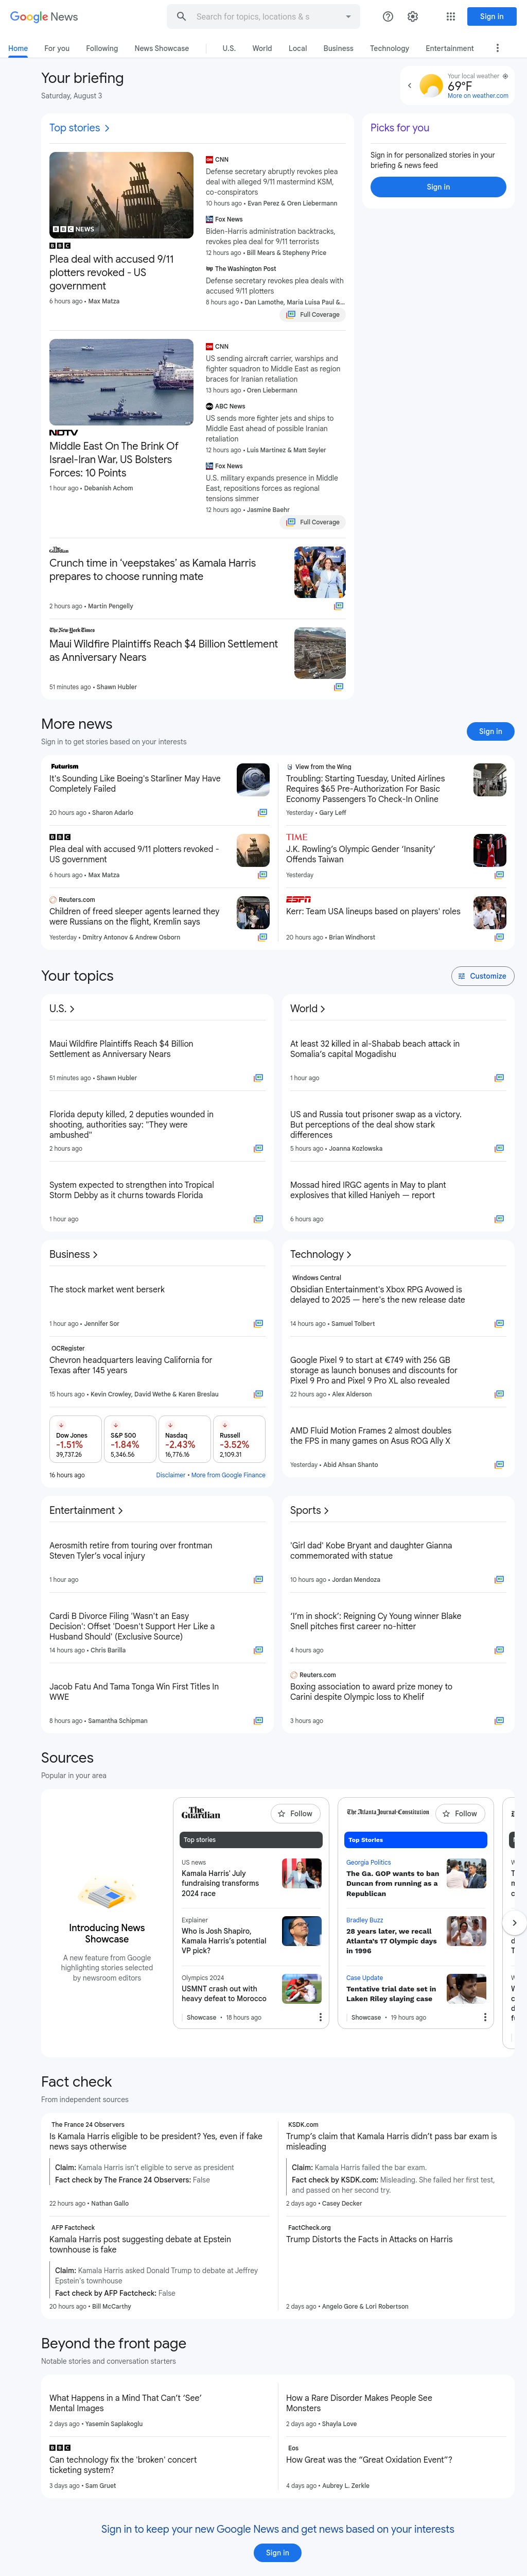 Google News
Search for topics, locations & s
Sign in
Home
For you
Following
News Showcase
U.S.
World
Local
Business
Technology
Entertainment
Your briefing
Saturday, August 3
Your local weather
69°F
More on weather.com
Top stories
BBC NEWS
BBC
Plea deal with accused 9/11
plotters revoked - US
government
6 hours ago • Max Matza
CNN
Defense secretary abruptly revokes plea
deal with alleged 9/11 mastermind KSM,
co-conspirators
10 hours ago • Evan Perez & Oren Liebermann
Fox News
Biden-Harris administration backtracks,
revokes plea deal for 9/11 terrorists
12 hours ago • Bill Mears & Stepheny Price
The Washington Post
Defense secretary revokes plea deals with
accused 9/11 plotters
8 hours ago • Dan Lamothe, Maria Luisa Paul &...
Full Coverage
Picks for you
Sign in for personalized stories in your
briefing & news feed
Sign in
NDTV
Middle East On The Brink Of
Israel-Iran War, US Bolsters
Forces: 10 Points
1 hour ago • Debanish Achom
CNN
US sending aircraft carrier, warships and
fighter squadron to Middle East as region
braces for Iranian retaliation
13 hours ago • Oren Liebermann
ABC News
US sends more fighter jets and ships to
Middle East ahead of possible Iranian
retaliation
12 hours ago • Luis Martinez & Matt Seyler
Fox News
U.S. military expands presence in Middle
East, repositions forces as regional
tensions simmer
12 hours ago • Jasmine Baehr
Full Coverage
The Guardian
Crunch time in ‘veepstakes’ as Kamala Harris
prepares to choose running mate
2 hours ago • Martin Pengelly
The New York Times
Maui Wildfire Plaintiffs Reach $4 Billion Settlement
as Anniversary Nears
51 minutes ago • Shawn Hubler
More news
Sign in to get stories based on your interests
Sign in
Futurism
It's Sounding Like Boeing's Starliner May Have
Completely Failed
20 hours ago • Sharon Adarlo
View from the Wing
Troubling: Starting Tuesday, United Airlines
Requires $65 Pre-Authorization For Basic
Economy Passengers To Check-In Online
Yesterday • Gary Leff
BBC
Plea deal with accused 9/11 plotters revoked -
US government
6 hours ago • Max Matza
TIME
J.K. Rowling’s Olympic Gender ‘Insanity’
Offends Taiwan
Yesterday
Reuters.com
Children of freed sleeper agents learned they
were Russians on the flight, Kremlin says
Yesterday • Dmitry Antonov & Andrew Osborn
ESPN
Kerr: Team USA lineups based on players' roles
20 hours ago • Brian Windhorst
Your topics
Customize
U.S.
Maui Wildfire Plaintiffs Reach $4 Billion
Settlement as Anniversary Nears
51 minutes ago • Shawn Hubler
Florida deputy killed, 2 deputies wounded in
shooting, authorities say: "They were
ambushed"
2 hours ago
System expected to strengthen into Tropical
Storm Debby as it churns towards Florida
1 hour ago
World
At least 32 killed in al-Shabab beach attack in
Somalia’s capital Mogadishu
1 hour ago
US and Russia tout prisoner swap as a victory.
But perceptions of the deal show stark
differences
5 hours ago • Joanna Kozlowska
Mossad hired IRGC agents in May to plant
explosives that killed Haniyeh — report
6 hours ago
Business
The stock market went berserk
1 hour ago • Jennifer Sor
OCRegister
Chevron headquarters leaving California for
Texas after 145 years
15 hours ago • Kevin Crowley, David Wethe & Karen Breslau
Dow Jones
-1.51%
39,737.26
S&P 500
-1.84%
5,346.56
Nasdaq
-2.43%
16,776.16
Russell
-3.52%
2,109.31
16 hours ago
Disclaimer • More from Google Finance
Technology
Windows Central
Obsidian Entertainment's Xbox RPG Avowed is
delayed to 2025 — here's the new release date
14 hours ago • Samuel Tolbert
Google Pixel 9 to start at €749 with 256 GB
storage as launch bonuses and discounts for
Pixel 9 Pro and Pixel 9 Pro XL also revealed
22 hours ago • Alex Alderson
AMD Fluid Motion Frames 2 almost doubles
the FPS in many games on Asus ROG Ally X
Yesterday • Abid Ahsan Shanto
Entertainment
Aerosmith retire from touring over frontman
Steven Tyler’s vocal injury
1 hour ago
Cardi B Divorce Filing 'Wasn't an Easy
Decision': Offset 'Doesn't Support Her Like a
Husband Should' (Exclusive Source)
14 hours ago • Chris Barilla
Jacob Fatu And Tama Tonga Win First Titles In
WWE
8 hours ago • Samantha Schipman
Sports
'Girl dad' Kobe Bryant and daughter Gianna
commemorated with statue
10 hours ago • Jordan Mendoza
‘I’m in shock’: Reigning Cy Young winner Blake
Snell pitches first career no-hitter
4 hours ago
Reuters.com
Boxing association to award prize money to
Carini despite Olympic loss to Khelif
3 hours ago
Sources
Popular in your area
Introducing News
Showcase
A new feature from Google
highlighting stories selected
by newsroom editors
The Guardian
Follow
Top stories
US news
Kamala Harris' July
fundraising transforms
2024 race
Explainer
Who is Josh Shapiro,
Kamala Harris's potential
VP pick?
Olympics 2024
USMNT crash out with
heavy defeat to Morocco
Showcase • 18 hours ago
The Atlanta Journal-Constitution
Follow
Top Stories
Georgia Politics
The Ga. GOP wants to ban
Duncan from running as a
Republican
Bradley Buzz
28 years later, we recall
Atlanta's 17 Olympic days
in 1996
Case Update
Tentative trial date set in
Laken Riley slaying case
Showcase • 19 hours ago
Fact check
From independent sources
The France 24 Observers
Is Kamala Harris eligible to be president? Yes, even if fake
news says otherwise
Claim: Kamala Harris isn’t eligible to serve as president
Fact check by The France 24 Observers: False
22 hours ago • Nathan Gallo
KSDK.com
Trump’s claim that Kamala Harris didn’t pass bar exam is
misleading
Claim: Kamala Harris failed the bar exam.
Fact check by KSDK.com: Misleading. She failed her first test,
and passed on her second try.
2 days ago • Casey Decker
AFP Factcheck
Kamala Harris post suggesting debate at Epstein
townhouse is fake
Claim: Kamala Harris asked Donald Trump to debate at Jeffrey
Epstein's townhouse
Fact check by AFP Factcheck: False
20 hours ago • Bill McCarthy
FactCheck.org
Trump Distorts the Facts in Attacks on Harris
2 days ago • Angelo Gore & Lori Robertson
Beyond the front page
Notable stories and conversation starters
What Happens in a Mind That Can’t ‘See’
Mental Images
2 days ago • Yasemin Saplakoglu
How a Rare Disorder Makes People See
Monsters
2 days ago • Shayla Love
BBC
Can technology fix the 'broken' concert
ticketing system?
3 days ago • Sam Gruet
Eos
How Great was the “Great Oxidation Event”?
4 days ago • Aubrey L. Zerkle
Sign in to keep your new Google News and get news based on your interests
Sign in